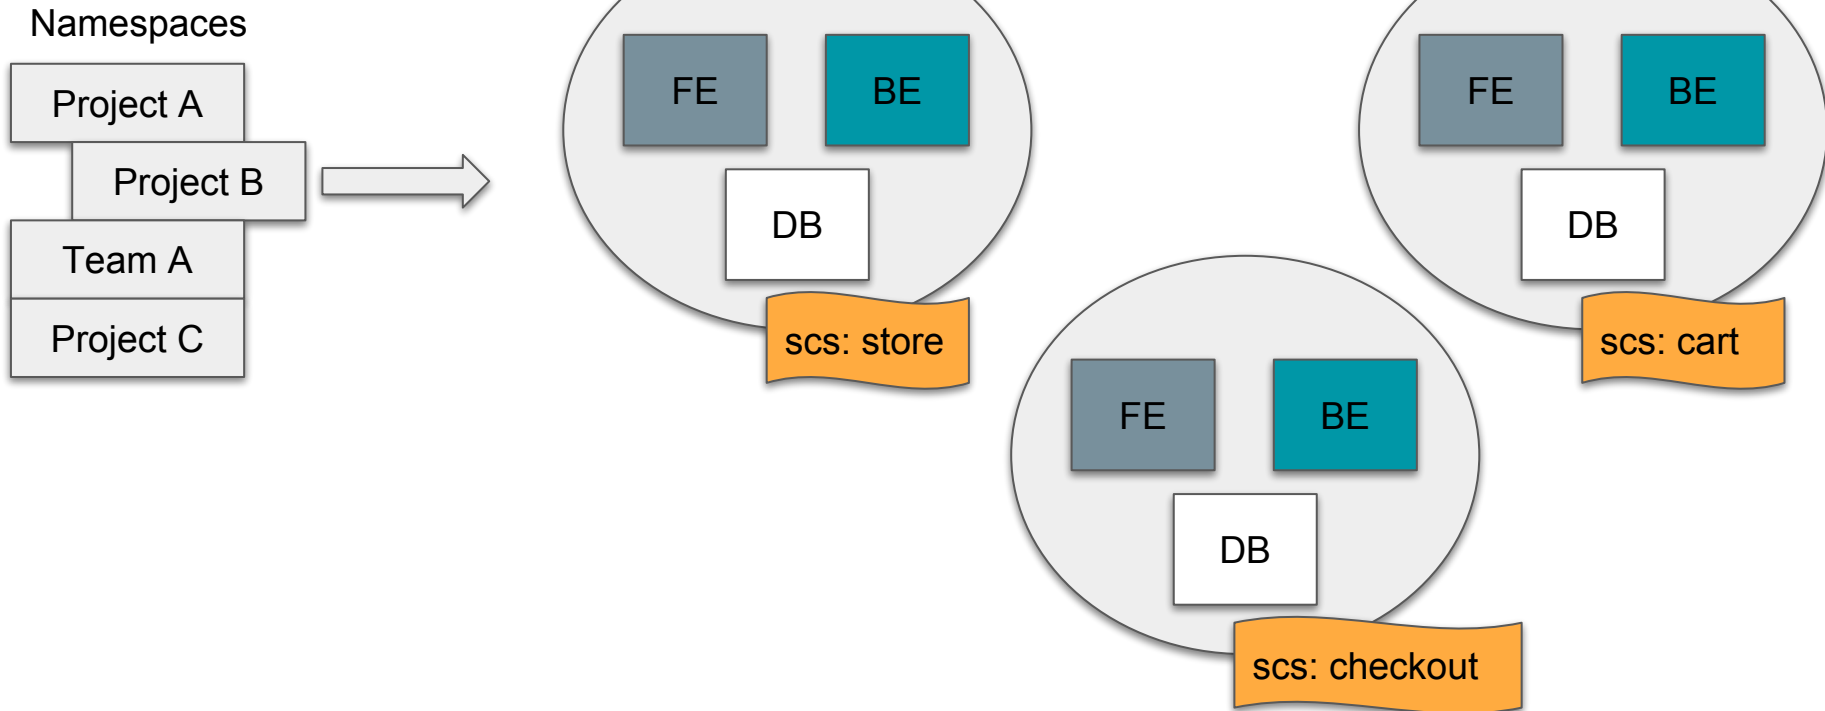 Namespaces
Project A
Project B
Team A
Project C
FE
BE
DB
scs: store
FE
BE
DB
scs: cart
FE
BE
DB
scs: checkout